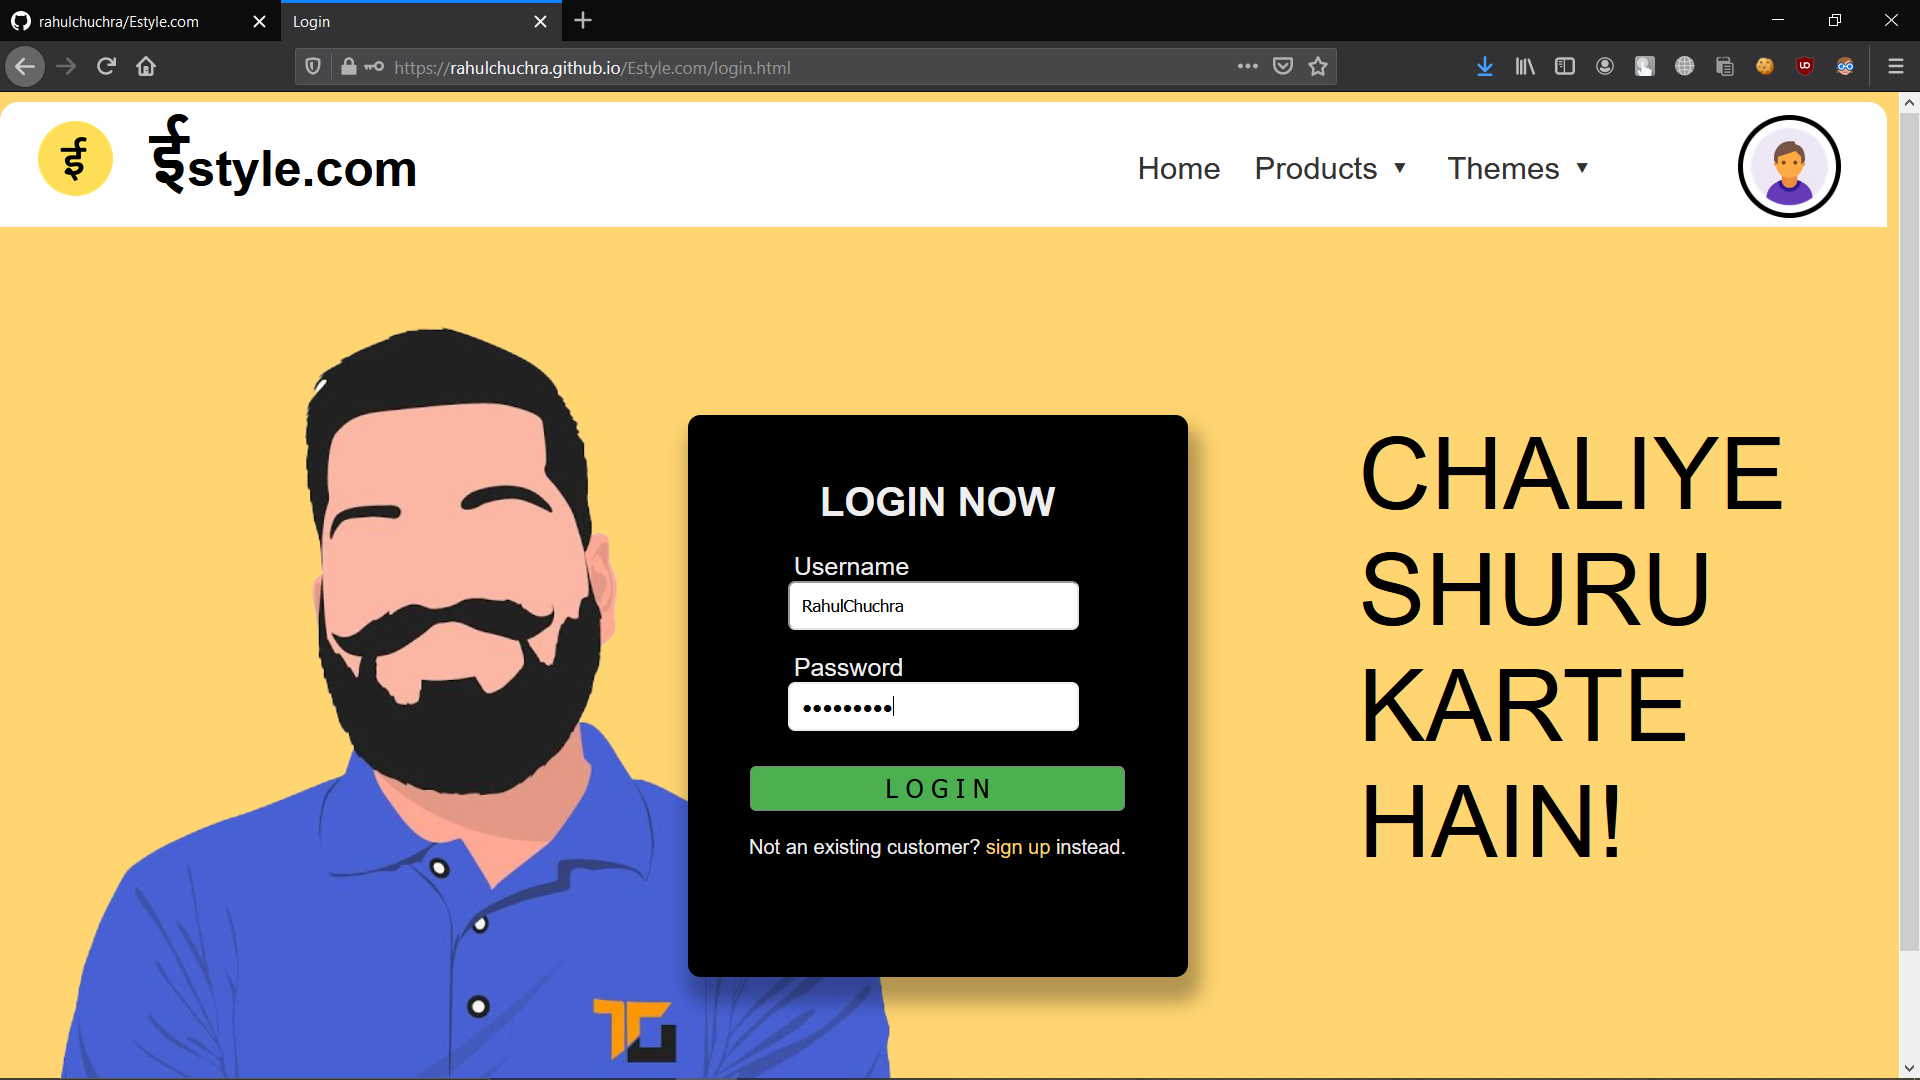 rahulchuchra/Estyle.com
Login
https://rahulchuchra.github.io/Estyle.com/login.html
ई
ईstyle.com
Home
Products ▼
Themes ▼
LOGIN NOW
Username
RahulChuchra
Password
•••••••••
LOGIN
Not an existing customer? sign up instead.
CHALIYE
SHURU
KARTE
HAIN!